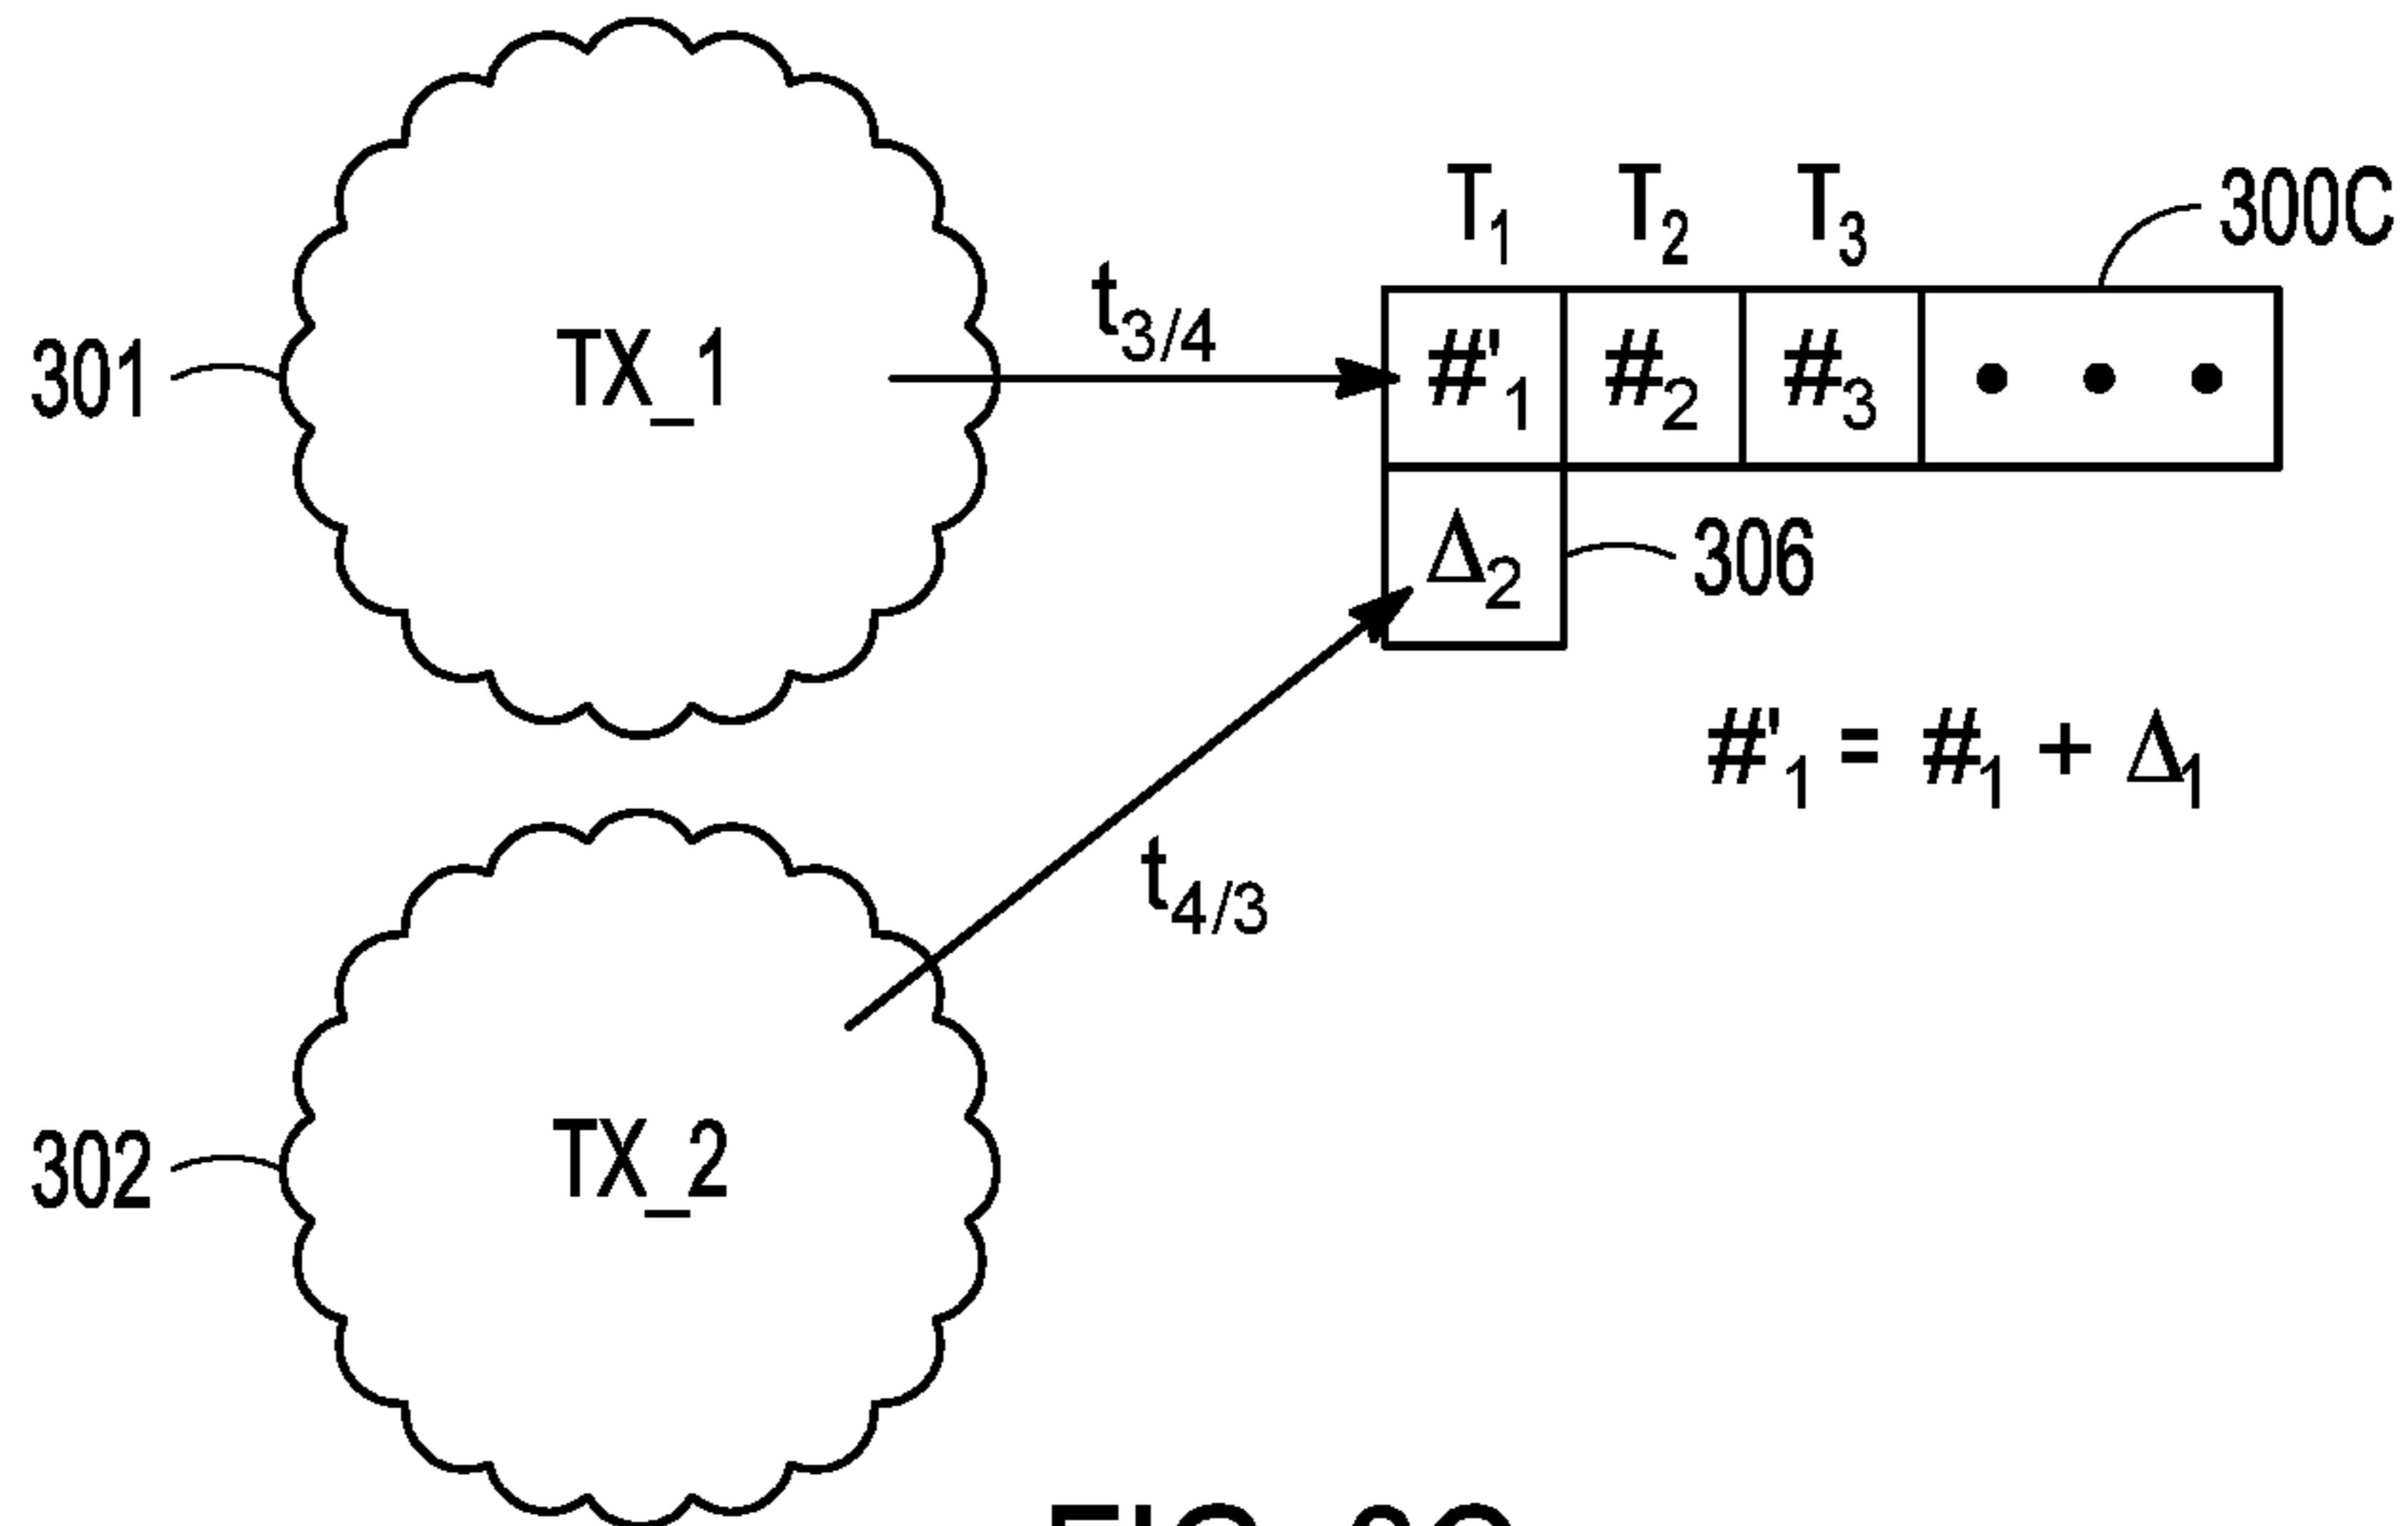 T₁ T₂ T₃
300C
t₃/₄
301
TX_1
#'₁ #₂ #₃ • • •
Δ₂
306
#'₁ = #₁ + Δ₁
t₄/₃
302
TX_2